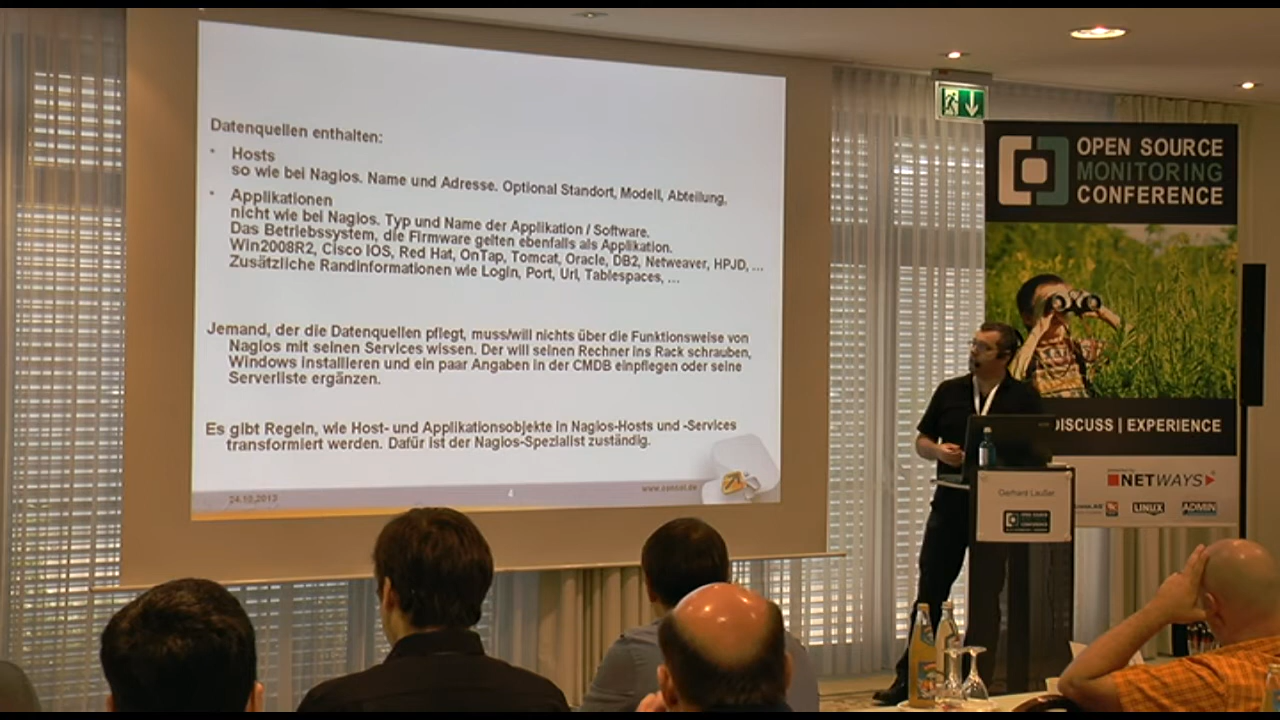 Datenquellen enthalten:
• Hosts
so wie bei Nagios. Name und Adresse. Optional Standort, Modell, Abteilung,
• Applikationen
nicht wie bei Nagios. Typ und Name der Applikation / Software.
Das Betriebssystem, die Firmware gelten ebenfalls als Applikation.
Win2008R2, Cisco IOS, Red Hat, OnTap, Tomcat, Oracle, DB2, Netweaver, HPJD, ...
Zusätzliche Randinformationen wie Login, Port, Url, Tablespaces, ...
Jemand, der die Datenquellen pflegt, muss/will nichts über die Funktionsweise von
Nagios mit seinen Services wissen. Der will seinen Rechner ins Rack schrauben,
Windows installieren und ein paar Angaben in der CMDB einpflegen oder seine
Serverliste ergänzen.
Es gibt Regeln, wie Host- und Applikationsobjekte in Nagios-Hosts und -Services
transformiert werden. Dafür ist der Nagios-Spezialist zuständig.
24.10.2013
4
www.consol.de
OPEN SOURCE
MONITORING
CONFERENCE
DISCUSS | EXPERIENCE
NETWAYS
LINUX
ADMIN
Gerhard Laußer
OPEN SOURCE
MONITORING
CONFERENCE